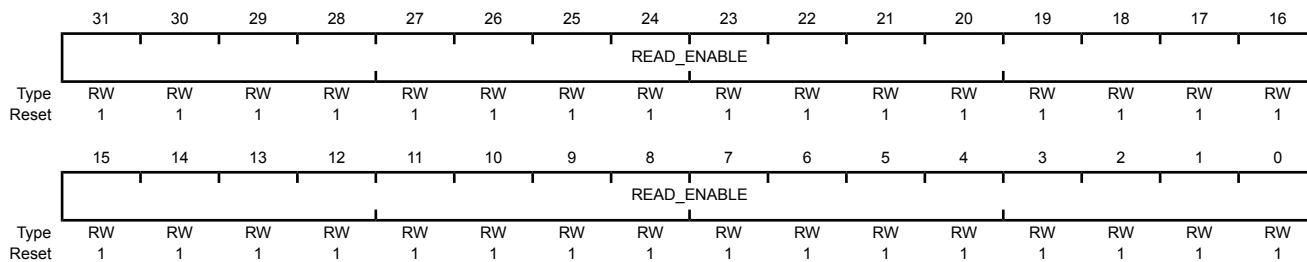 31 30 29 28 27 26 25 24 23 22 21 20 19 18 17 16
READ_ENABLE
Type RW RW RW RW RW RW RW RW RW RW RW RW RW RW RW RW
Reset 1 1 1 1 1 1 1 1 1 1 1 1 1 1 1 1
15 14 13 12 11 10 9 8 7 6 5 4 3 2 1 0
READ_ENABLE
Type RW RW RW RW RW RW RW RW RW RW RW RW RW RW RW RW
Reset 1 1 1 1 1 1 1 1 1 1 1 1 1 1 1 1